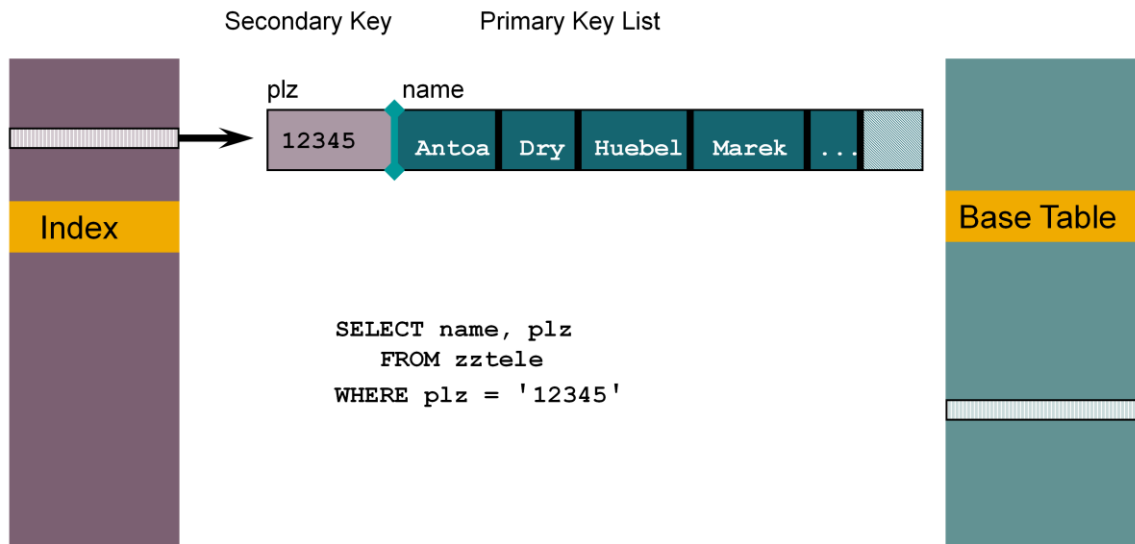 Secondary Key Primary Key List
plz name
12345 Antoa Dry Huebel Marek ...
Index
Base Table
SELECT name, plz
FROM zztele
WHERE plz = '12345'